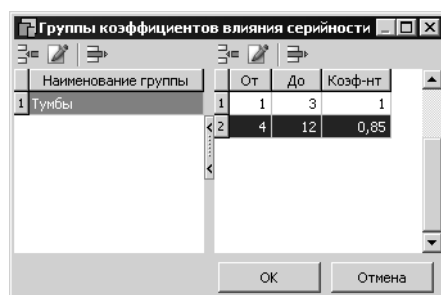 Группы коэффициентов влияния серийности
Наименование группы
От До Коэф-нт
1 Тумбы
1 1 3 1
2 4 12 0,85
OK Отмена